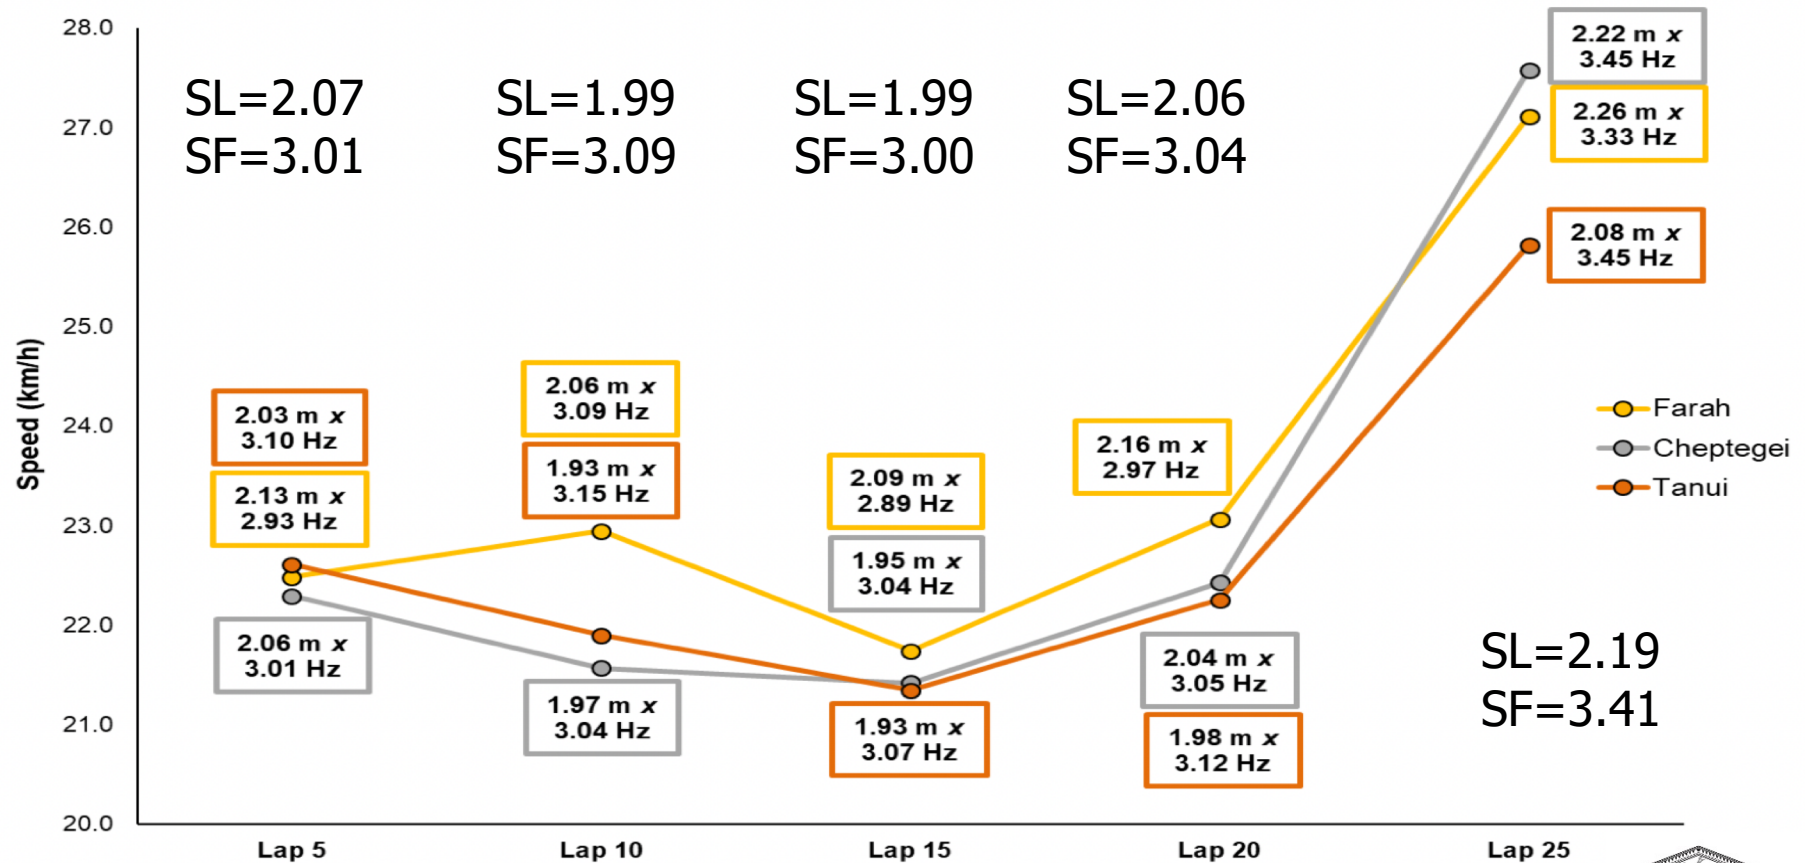 28.0
27.0
26.0
25.0
24.0
23.0
22.0
21.0
20.0
Speed (km/h)
SL=2.07
SF=3.01
SL=1.99
SF=3.09
SL=1.99
SF=3.00
SL=2.06
SF=3.04
2.22 m x
3.45 Hz
2.26 m x
3.33 Hz
2.08 m x
3.45 Hz
2.03 m x
3.10 Hz
2.13 m x
2.93 Hz
2.06 m x
3.01 Hz
2.06 m x
3.09 Hz
1.93 m x
3.15 Hz
1.97 m x
3.04 Hz
2.09 m x
2.89 Hz
1.95 m x
3.04 Hz
1.93 m x
3.07 Hz
2.16 m x
2.97 Hz
2.04 m x
3.05 Hz
1.98 m x
3.12 Hz
Farah
Cheptegei
Tanui
SL=2.19
SF=3.41
Lap 5
Lap 10
Lap 15
Lap 20
Lap 25